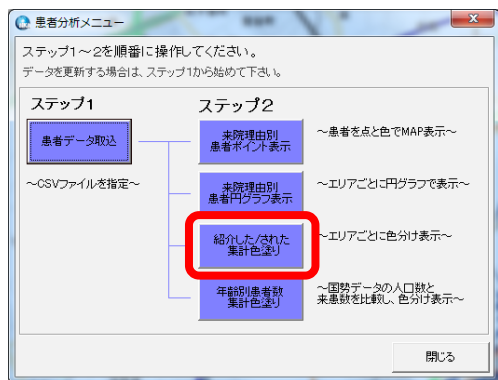 患者分析メニュー
ステップ1～2を順番に操作してください。
データを更新する場合は、ステップ1から始めて下さい。
ステップ1
患者データ取込
～CSVファイルを指定～
ステップ2
来院理由別
患者ポイント表示
～患者を点と色でMAP表示～
来院理由別
患者円グラフ表示
～エリアごとに円グラフで表示～
紹介した/された
集計色塗り
～エリアごとに色分け表示～
年齢別患者数
集計色塗り
～国勢データの人口数と
来患数を比較し、色分け表示～
閉じる